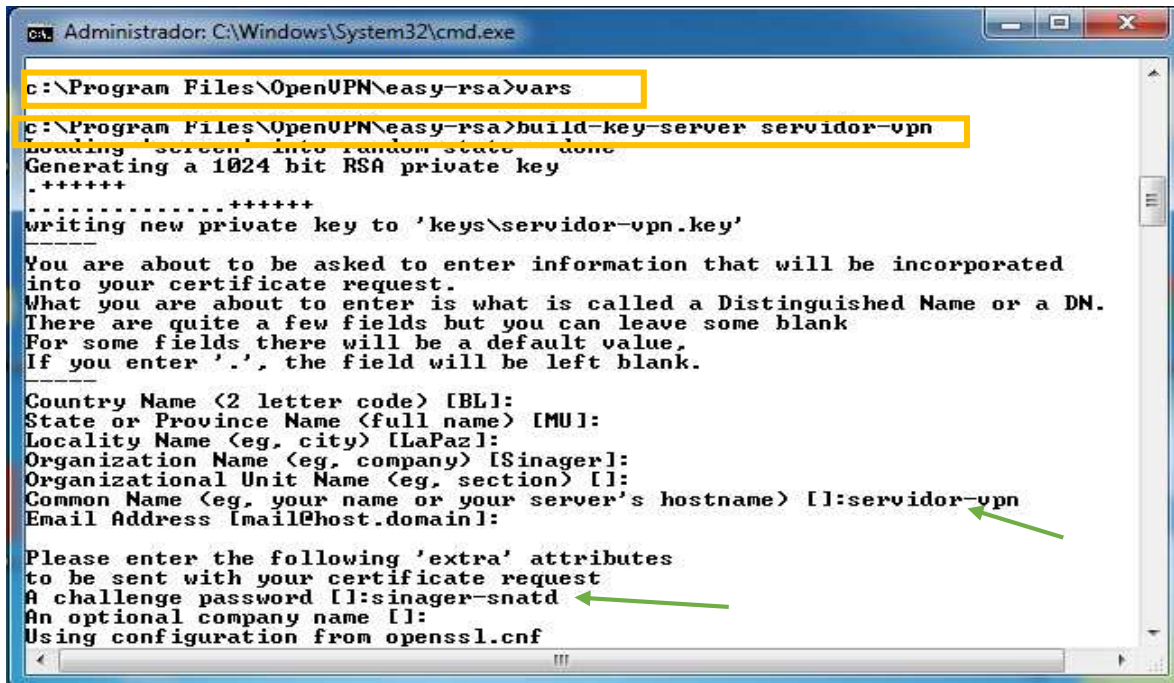 Administrador: C:\Windows\System32\cmd.exe
c:\Program Files\OpenVPN\easy-rsa>vars
c:\Program Files\OpenVPN\easy-rsa>build-key-server servidor-vpn
Loading 'screen' into random state - done
Generating a 1024 bit RSA private key
.++++++
...............++++++
writing new private key to 'keys\servidor-vpn.key'
-----
You are about to be asked to enter information that will be incorporated
into your certificate request.
What you are about to enter is what is called a Distinguished Name or a DN.
There are quite a few fields but you can leave some blank
For some fields there will be a default value,
If you enter '.', the field will be left blank.
-----
Country Name (2 letter code) [BL]:
State or Province Name (full name) [MU]:
Locality Name (eg, city) [LaPaz]:
Organization Name (eg, company) [Sinager]:
Organizational Unit Name (eg, section) []:
Common Name (eg, your name or your server's hostname) []:servidor-vpn
Email Address [mail@host.domain]:
Please enter the following 'extra' attributes
to be sent with your certificate request
A challenge password []:sinager-snatd
An optional company name []:
Using configuration from openssl.cnf